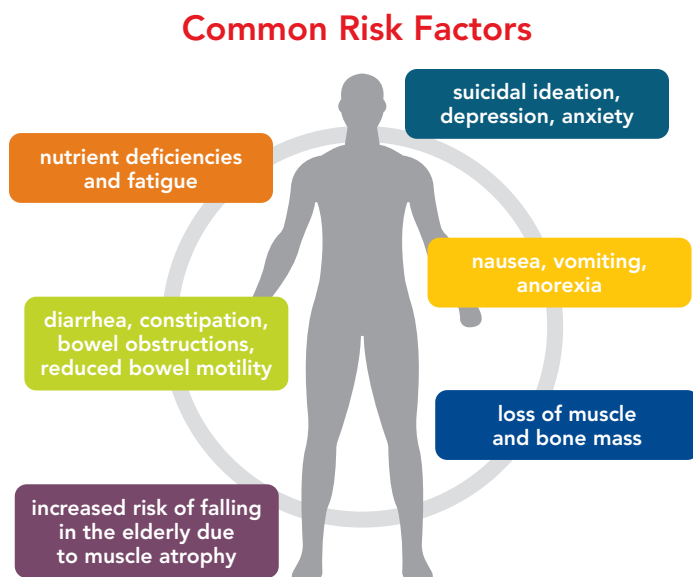 Common Risk Factors
suicidal ideation,
depression, anxiety
nutrient deficiencies
and fatigue
nausea, vomiting,
anorexia
diarrhea, constipation,
bowel obstructions,
reduced bowel motility
loss of muscle
and bone mass
increased risk of falling
in the elderly due
to muscle atrophy